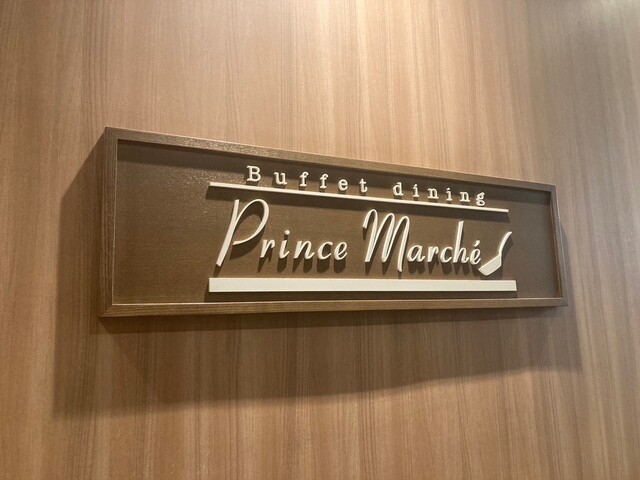 Buffet dining
Prince Marché